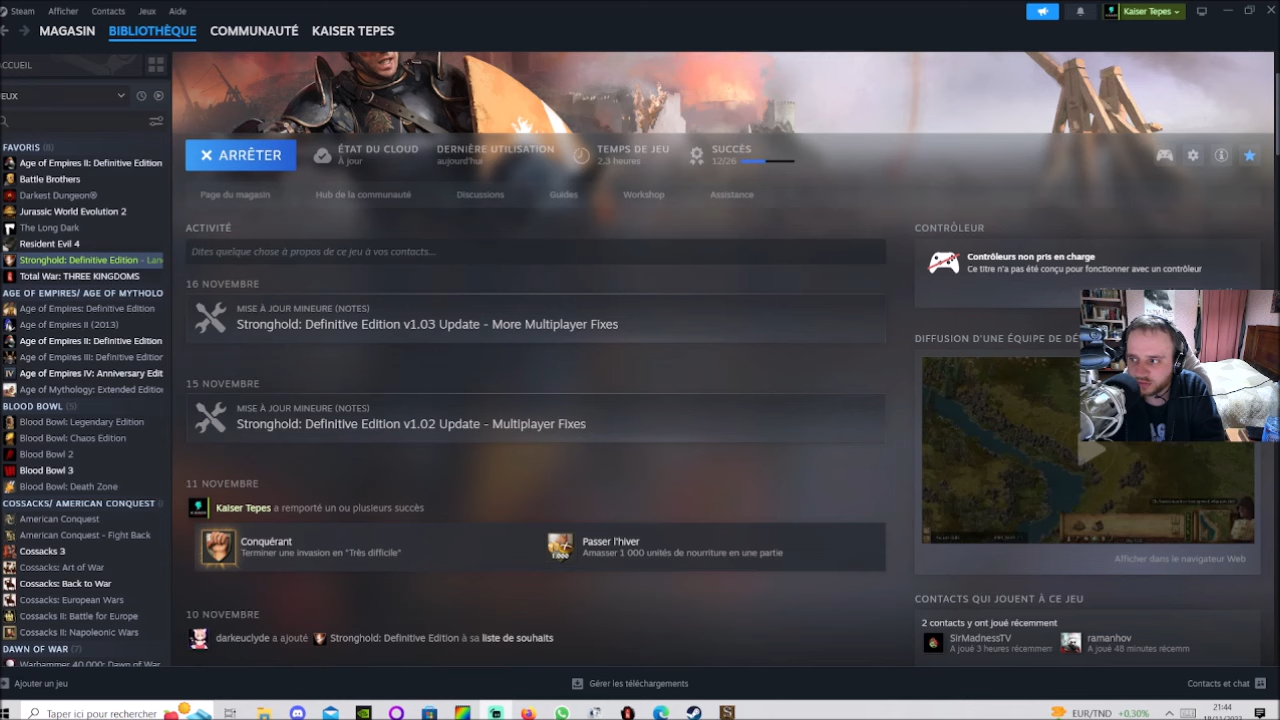 Steam Afficher Contacts Jeux Aide
Kaiser Tepes
MAGASIN BIBLIOTHÈQUE COMMUNAUTÉ KAISER TEPES
ACCUEIL
EUX
FAVORIS (8)
Age of Empires II: Definitive Edition
Battle Brothers
Darkest Dungeon®
Jurassic World Evolution 2
The Long Dark
Resident Evil 4
Stronghold: Definitive Edition - Lan
Total War: THREE KINGDOMS
AGE OF EMPIRES/ AGE OF MYTHOLO
Age of Empires: Definitive Edition
Age of Empires II (2013)
Age of Empires II: Definitive Edition
Age of Empires III: Definitive Edition
Age of Empires IV: Anniversary Edit
Age of Mythology: Extended Editio
BLOOD BOWL (5)
Blood Bowl: Legendary Edition
Blood Bowl: Chaos Edition
Blood Bowl 2
Blood Bowl 3
Blood Bowl: Death Zone
COSSACKS/ AMERICAN CONQUEST
American Conquest
American Conquest - Fight Back
Cossacks 3
Cossacks: Art of War
Cossacks: Back to War
Cossacks: European Wars
Cossacks II: Battle for Europe
Cossacks II: Napoleonic Wars
DAWN OF WAR (7)
Warhammer 40,000: Dawn of War
ARRÊTER
ÉTAT DU CLOUD
À jour
DERNIÈRE UTILISATION
aujourd'hui
TEMPS DE JEU
2.3 heures
SUCCÈS
12/26
Page du magasin Hub de la communauté Discussions Guides Workshop Assistance
ACTIVITÉ
Dites quelque chose à propos de ce jeu à vos contacts...
16 NOVEMBRE
MISE À JOUR MINEURE (NOTES)
Stronghold: Definitive Edition v1.03 Update - More Multiplayer Fixes
15 NOVEMBRE
MISE À JOUR MINEURE (NOTES)
Stronghold: Definitive Edition v1.02 Update - Multiplayer Fixes
11 NOVEMBRE
Kaiser Tepes a remporté un ou plusieurs succès
Conquérant
Terminer une invasion en "Très difficile"
Passer l'hiver
Amasser 1 000 unités de nourriture en une partie
10 NOVEMBRE
darkeuclyde a ajouté Stronghold: Definitive Edition à sa liste de souhaits
CONTRÔLEUR
Contrôleurs non pris en charge
Ce titre n'a pas été conçu pour fonctionner avec un contrôleur
DIFFUSION D'UNE ÉQUIPE DE DÉ
Afficher dans le navigateur Web
CONTACTS QUI JOUENT À CE JEU
2 contacts y ont joué récemment
SirMadnessTV
A joué 3 heures récemmen
ramanhov
A joué 48 minutes récemm
Ajouter un jeu
Gérer les téléchargements
Contacts et chat
Taper ici pour rechercher
EUR/TND +0,30%
21:44